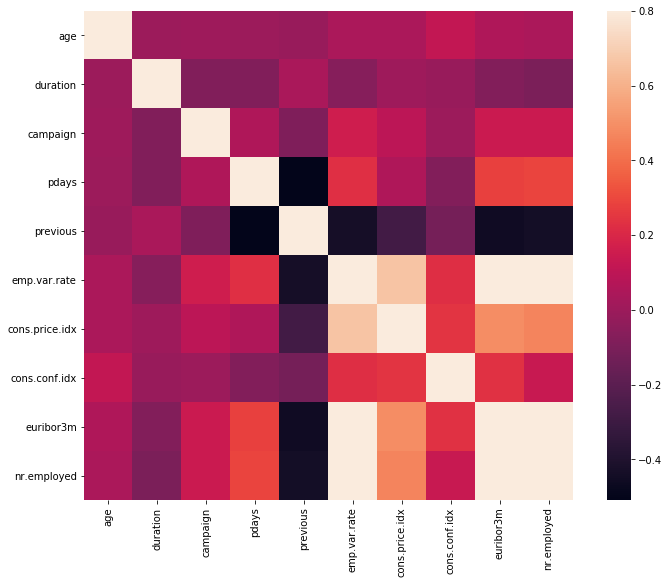 age
duration
campaign
pdays
previous
emp.var.rate
cons.price.idx
cons.conf.idx
euribor3m
nr.employed
age
duration
campaign
pdays
previous
emp.var.rate
cons.price.idx
cons.conf.idx
euribor3m
nr.employed
0.8
0.6
0.4
0.2
0.0
−0.2
−0.4